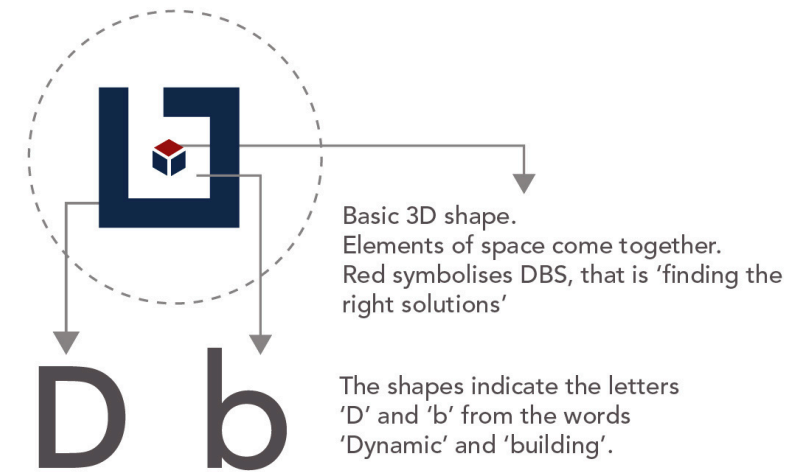 Basic 3D shape.
Elements of space come together.
Red symbolises DBS, that is ‘finding the
right solutions’
D b
The shapes indicate the letters
‘D’ and ‘b’ from the words
‘Dynamic’ and ‘building’.